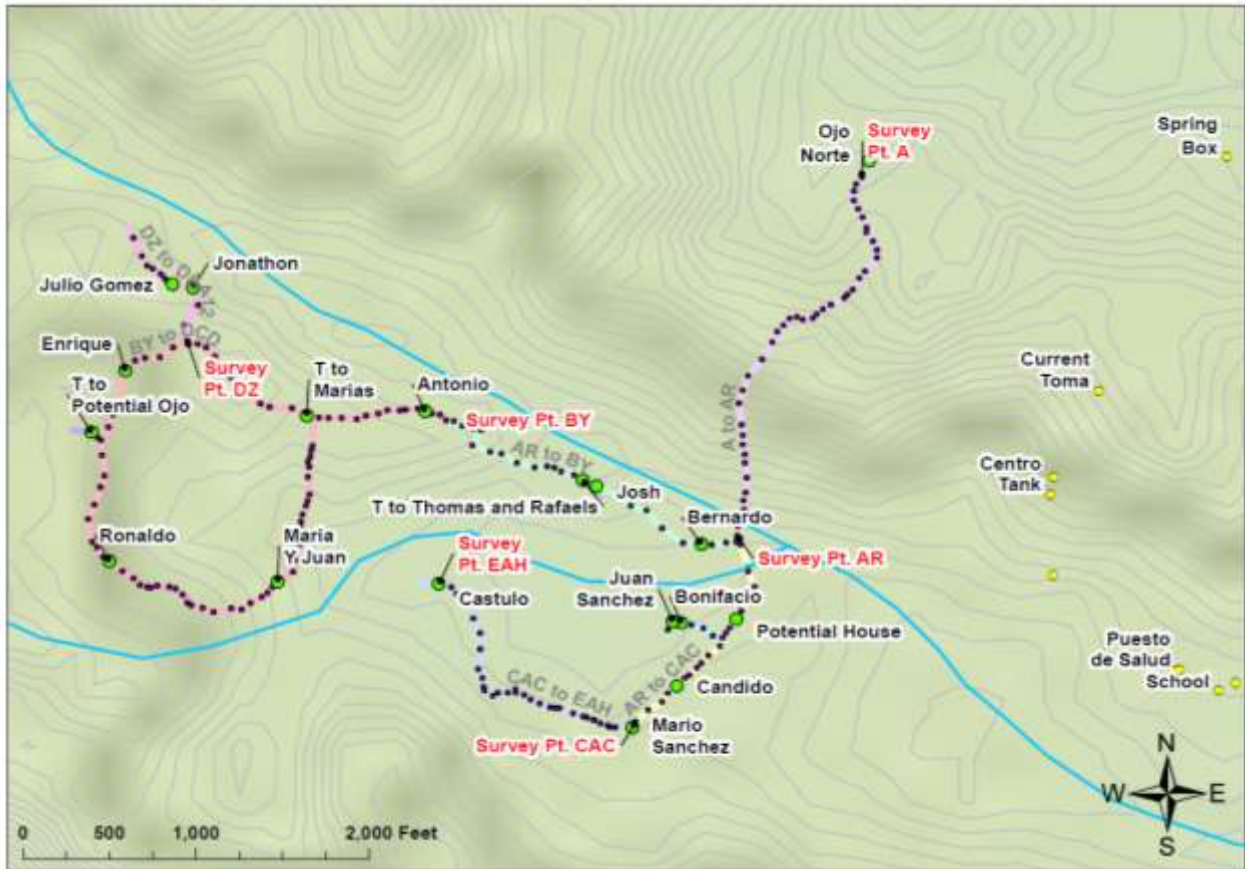 Ojo
Norte
Survey
Pt. A
Spring
Box
DZ to
Jonathon
Julio Gomez
BY to DCD
Enrique
Survey
Pt. DZ
T to
Potential Ojo
T to
Marias
Antonio
Survey Pt. BY
A to AR
Current
Toma
AR to BY
Centro
Tank
T to Thomas and Rafaels
Josh
Bernardo
Ronaldo
Maria
Y Juan
Survey
Pt. EAH
Survey Pt. AR
Castulo
Juan
Sanchez
Bonifacio
Potential House
Puesto
de Salud
School
CAC to EAH
AR to CAC
Candido
Survey Pt. CAC
Mario
Sanchez
N
W
E
S
0
500
1,000
2,000 Feet